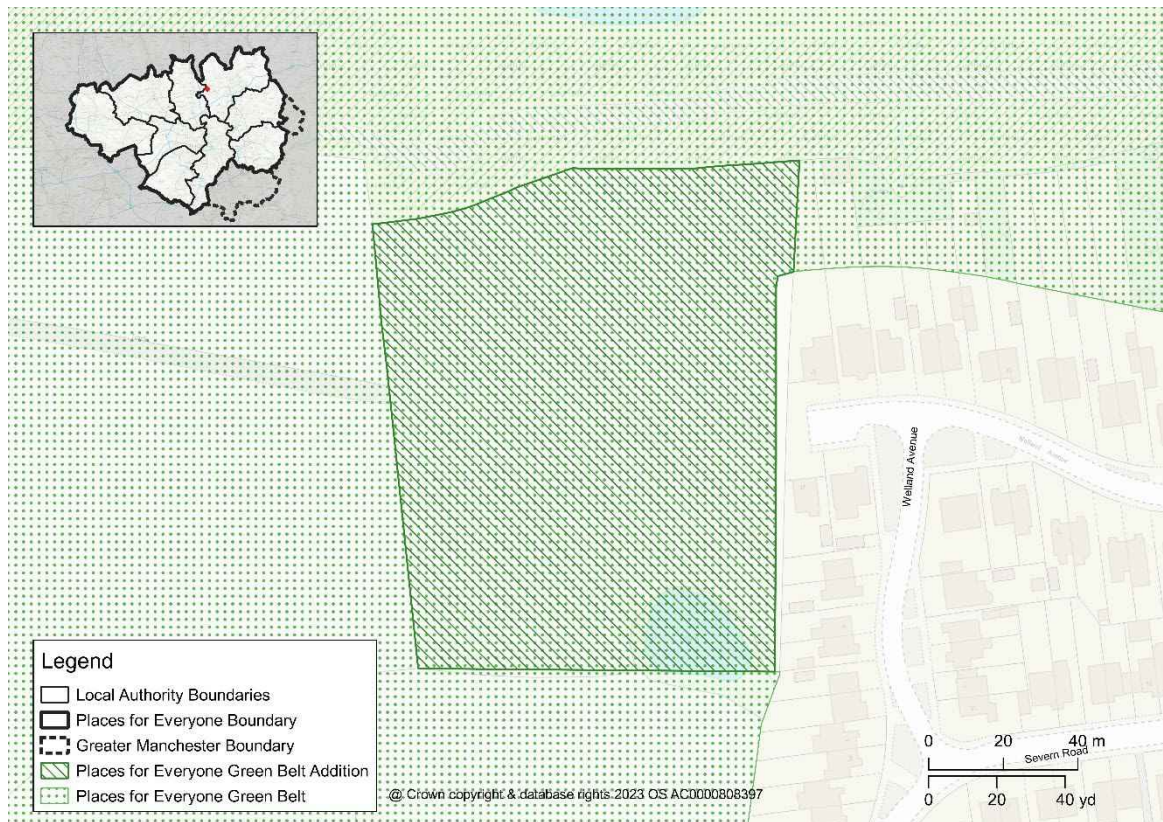 Welland Avenue
Welland Avenue
Legend
Local Authority Boundaries
Places for Everyone Boundary
Greater Manchester Boundary
Places for Everyone Green Belt Addition
Places for Everyone Green Belt
@ Crown copyright & database rights 2023 OS AC0000808397
0 20 40 m
Severn Road
0 20 40 yd